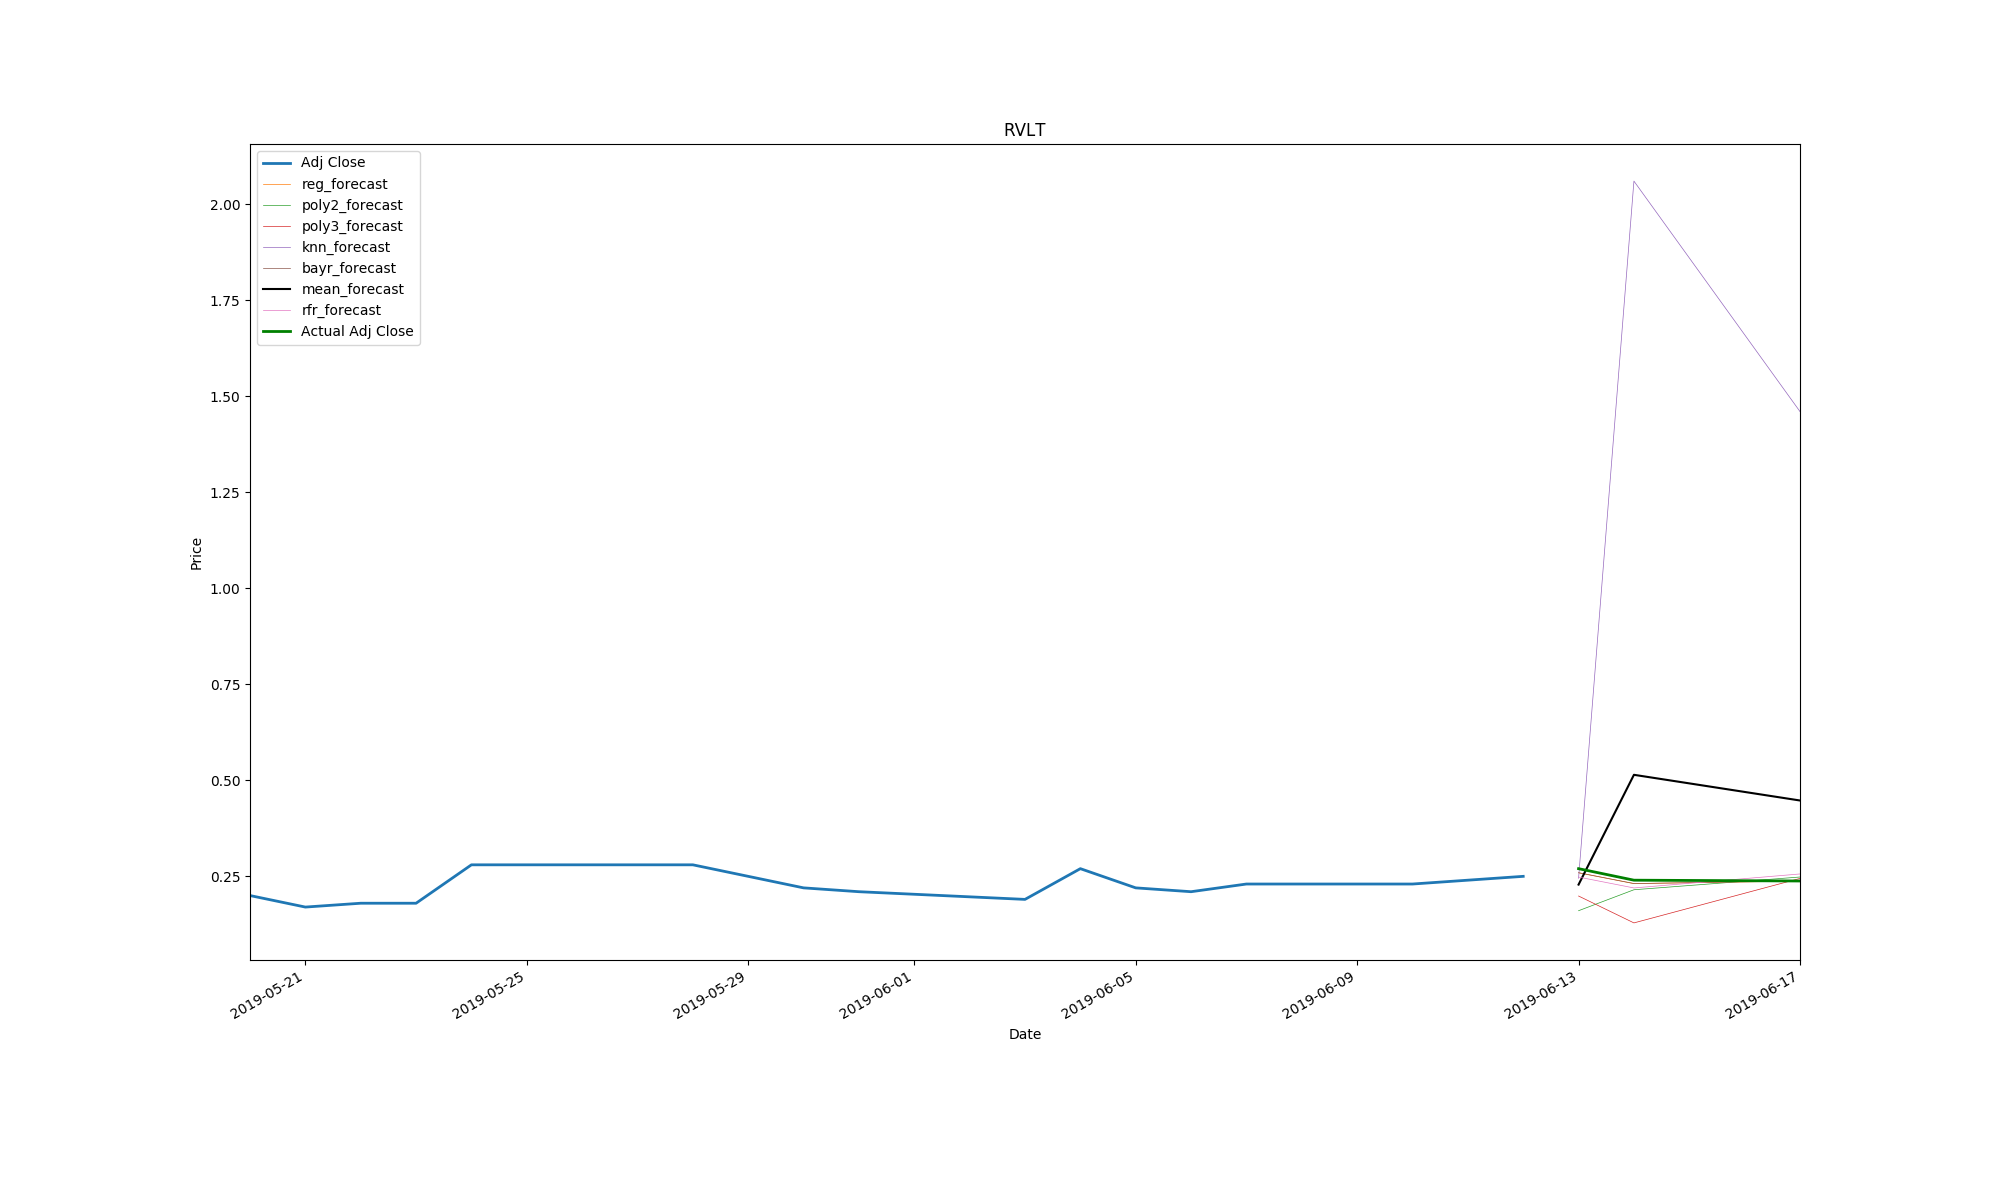 RVLT
Adj Close
reg_forecast
poly2_forecast
poly3_forecast
knn_forecast
bayr_forecast
mean_forecast
rfr_forecast
Actual Adj Close
2.00
1.75
1.50
1.25
1.00
0.75
0.50
0.25
Price
2019-05-21
2019-05-25
2019-05-29
2019-06-01
2019-06-05
2019-06-09
2019-06-13
2019-06-17
Date